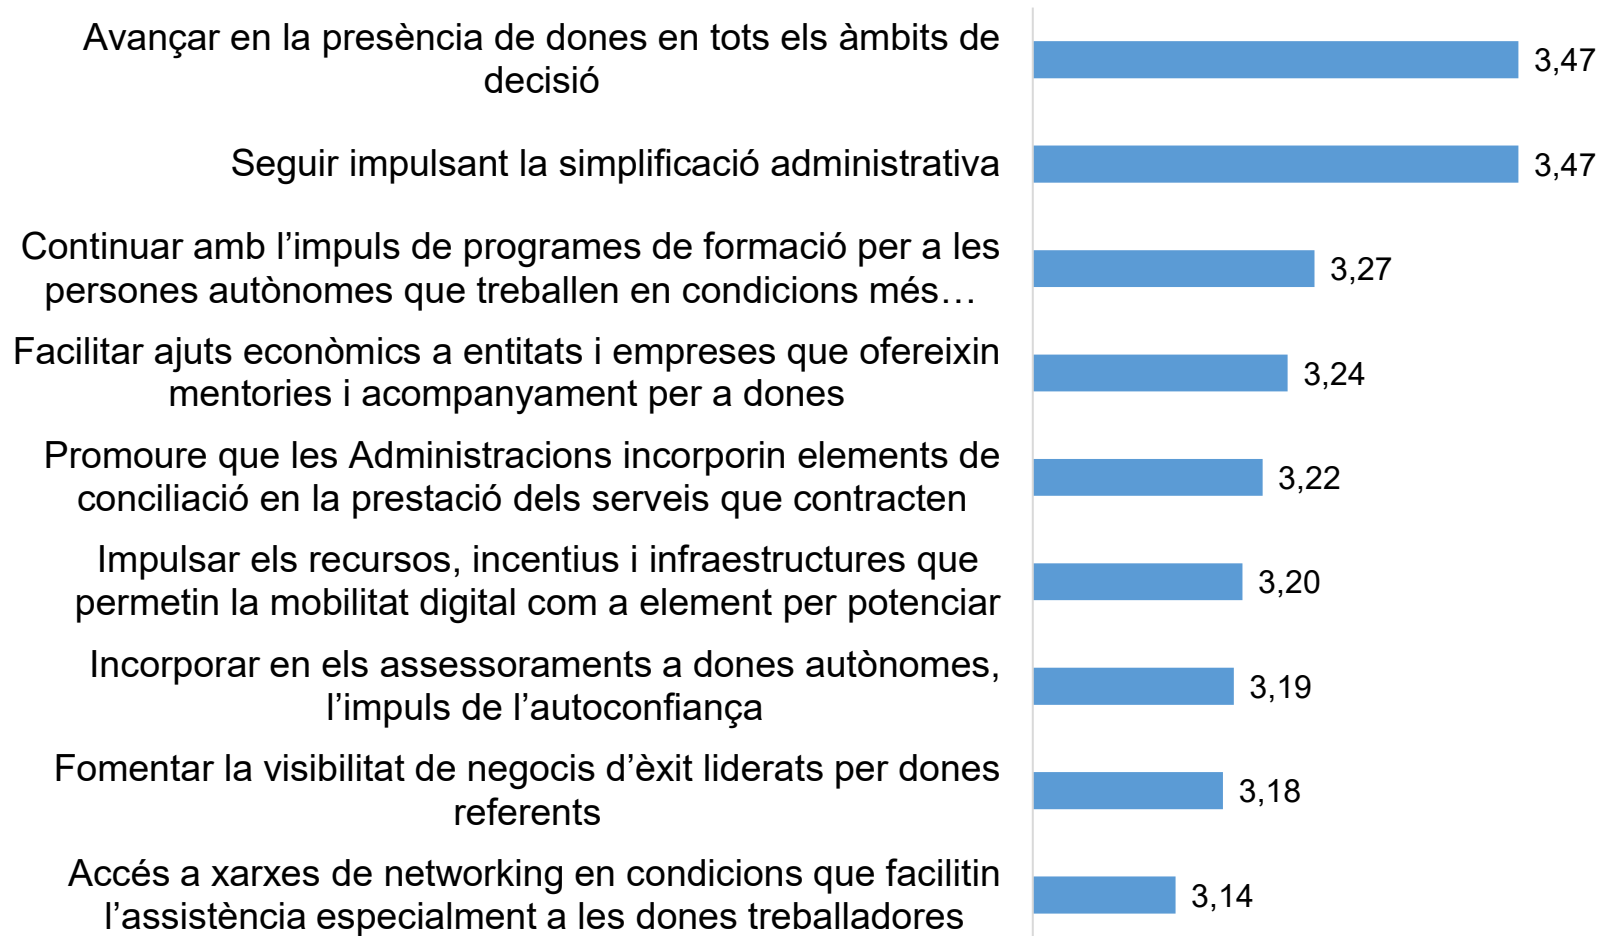 Avançar en la presència de dones en tots els àmbits de
decisió
3,47
Seguir impulsant la simplificació administrativa
3,47
Continuar amb l’impuls de programes de formació per a les
persones autònomes que treballen en condicions més…
3,27
Facilitar ajuts econòmics a entitats i empreses que ofereixin
mentories i acompanyament per a dones
3,24
Promoure que les Administracions incorporin elements de
conciliació en la prestació dels serveis que contracten
3,22
Impulsar els recursos, incentius i infraestructures que
permetin la mobilitat digital com a element per potenciar
3,20
Incorporar en els assessoraments a dones autònomes,
l’impuls de l’autoconfiança
3,19
Fomentar la visibilitat de negocis d’èxit liderats per dones
referents
3,18
Accés a xarxes de networking en condicions que facilitin
l’assistència especialment a les dones treballadores
3,14